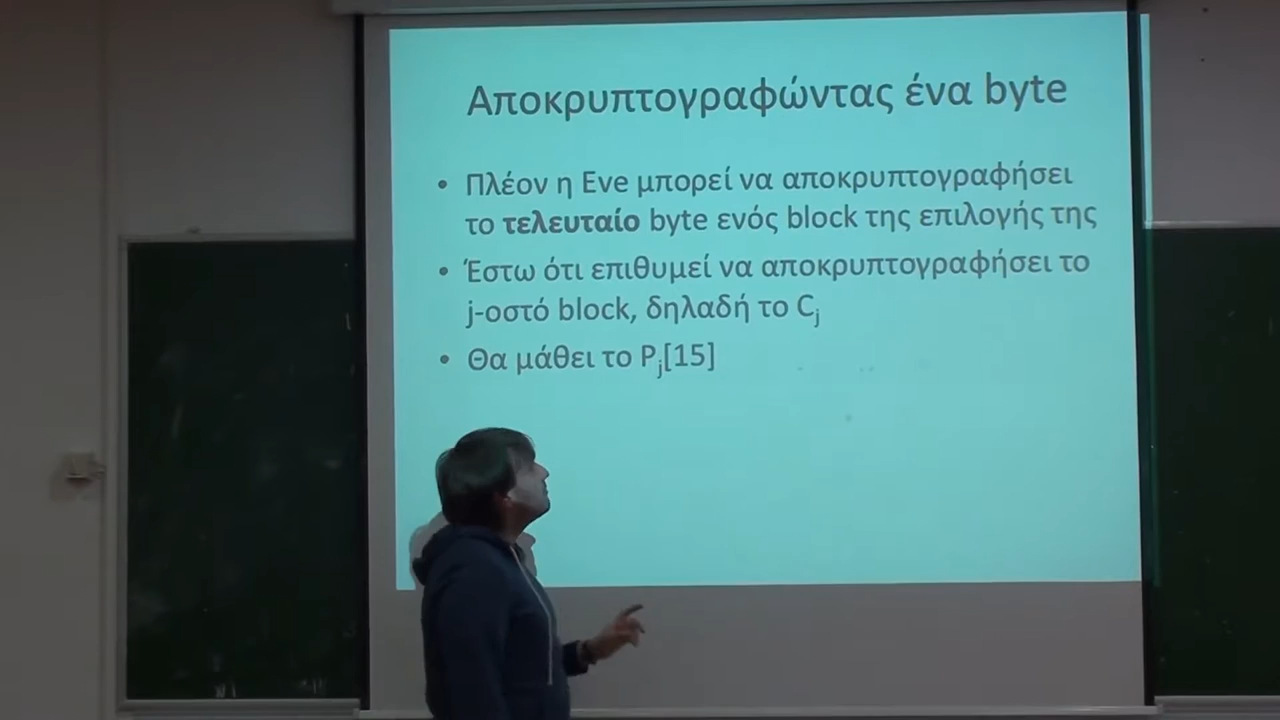 Αποκρυπτογραφώντας ένα byte
• Πλέον η Eve μπορεί να αποκρυπτογραφήσει
το τελευταίο byte ενός block της επιλογής της
• Έστω ότι επιθυμεί να αποκρυπτογραφήσει το
j-οστό block, δηλαδή το Cj
• Θα μάθει το Pj[15]